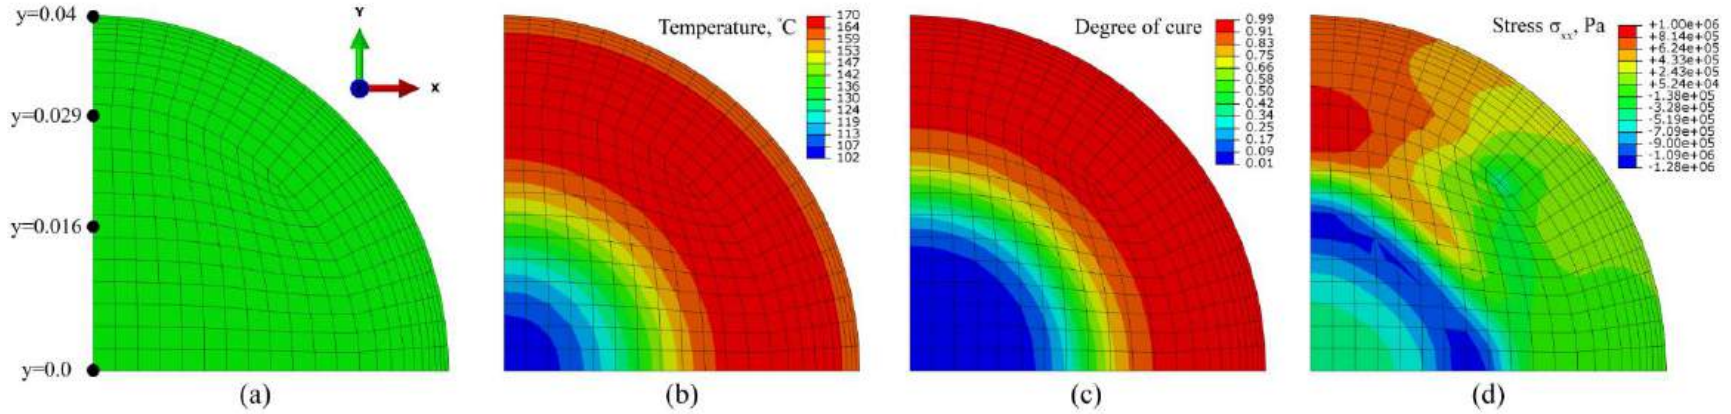 y=0.04
y=0.029
y=0.016
y=0.0
Y
X
(a)
Temperature, °C
170
164
159
153
147
142
136
130
124
119
113
107
102
(b)
Degree of cure
0.99
0.91
0.83
0.75
0.66
0.58
0.50
0.42
0.34
0.25
0.17
0.09
0.01
(c)
Stress σxx, Pa
+1.00e+06
+8.14e+05
+6.24e+05
+4.33e+05
+2.43e+05
+5.24e+04
-1.38e+05
-3.28e+05
-5.19e+05
-7.09e+05
-9.00e+05
-1.09e+06
-1.28e+06
(d)